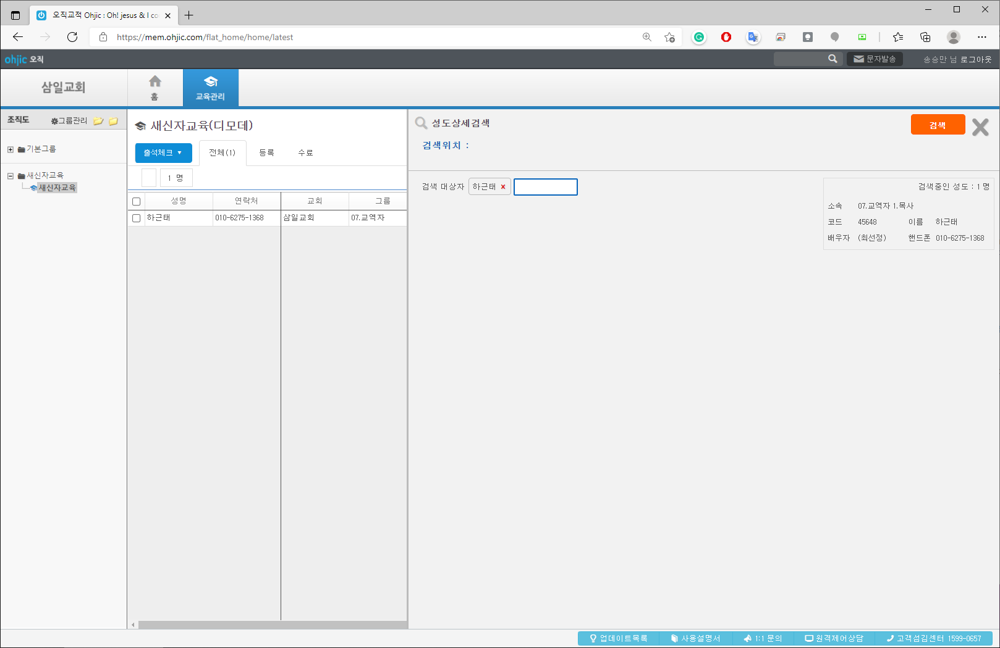 오직교적 Ohjic : Oh! jesus & I co
https://mem.ohjic.com/flat_home/home/latest
ohjic 오직
문자발송
송승만 님 로그아웃
삼일교회
홈
교육관리
조직도
그룹관리
기본그룹
새신자교육
새신자교육
새신자교육(디모데)
출석체크 ▼
전체(1)
등록
수료
1 명
성명 연락처 교회 그룹
하근태 010-6275-1368 삼일교회 07.교역자
성도상세검색
검색
검색위치 :
검색 대상자 하근태 x
검색중인 성도 : 1 명
소속 07.교역자 1.목사
코드 45648 이름 하근태
배우자 (최선정) 핸드폰 010-6275-1368
업데이트목록 사용설명서 1:1 문의 원격제어상담 고객섬김센터 1599-0657